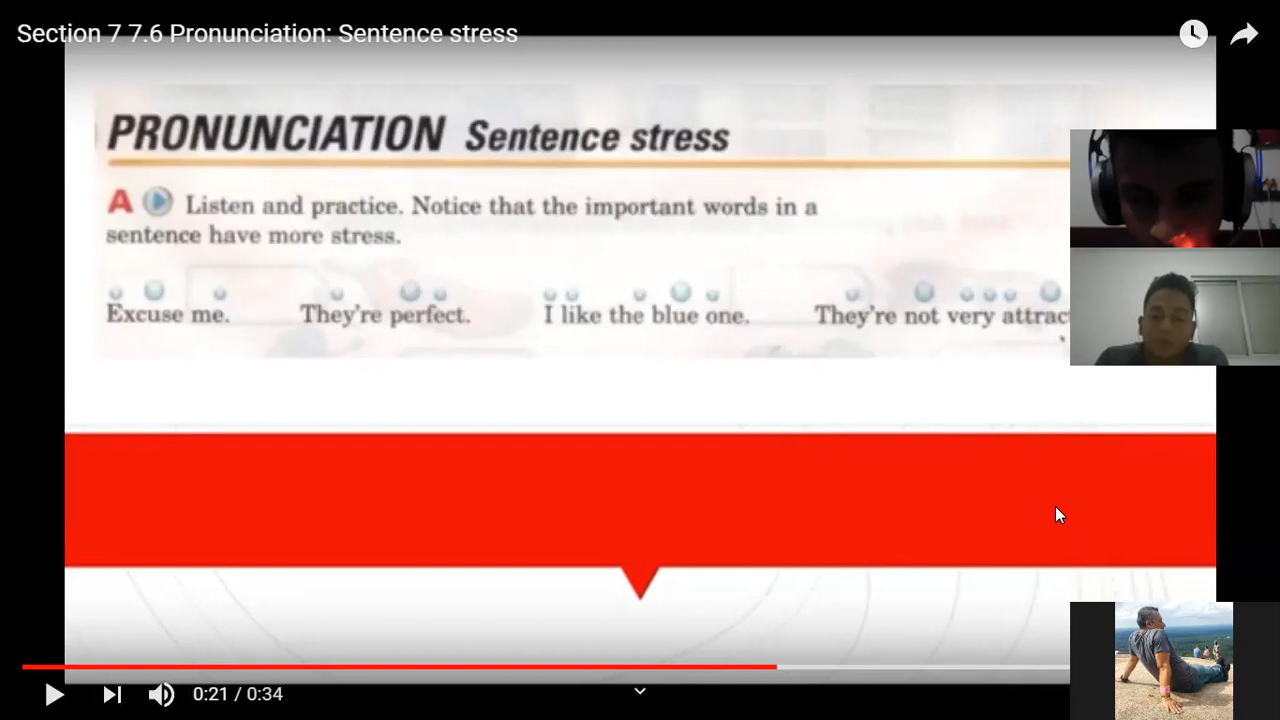 Section 7 7.6 Pronunciation: Sentence stress
PRONUNCIATION Sentence stress
A Listen and practice. Notice that the important words in a
sentence have more stress.
Excuse me. They're perfect. I like the blue one. They're not very attrac
0:21 / 0:34